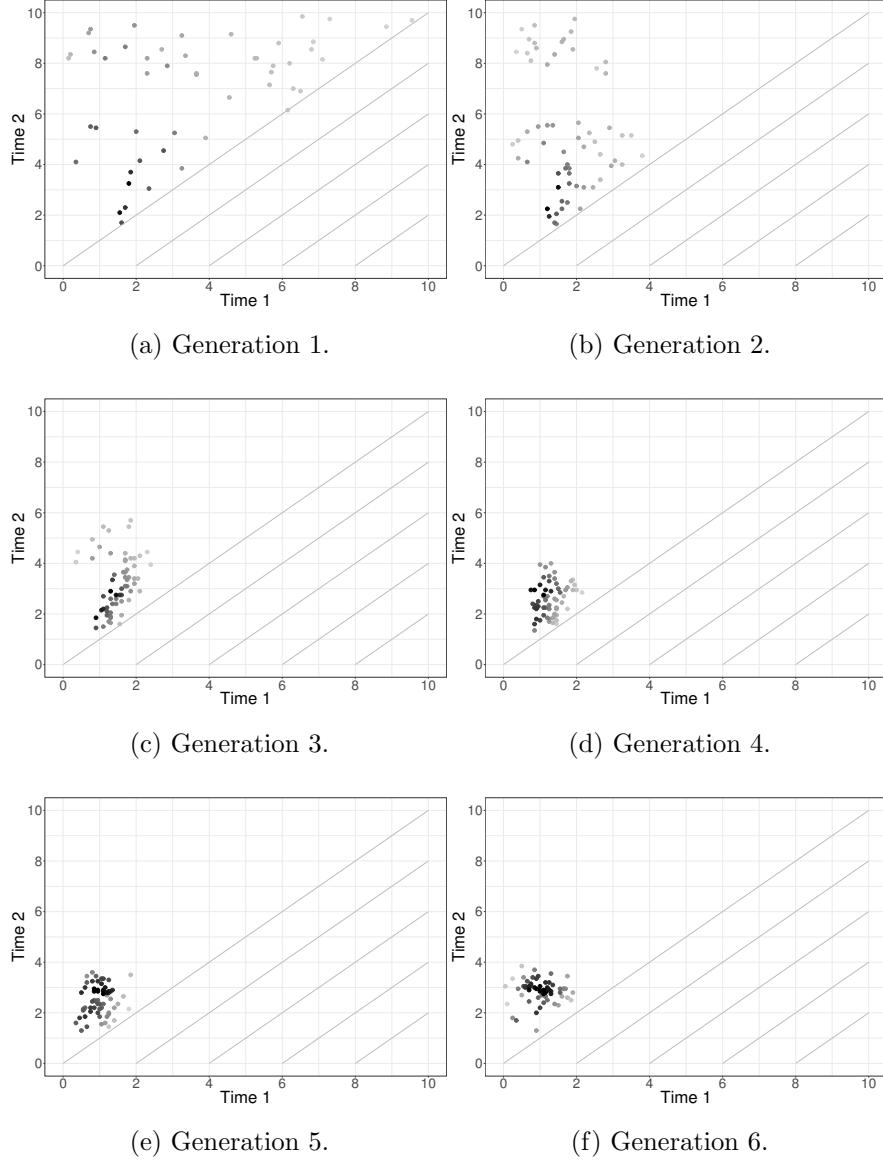 10
8
6
4
2
0
Time 2
0 2 4 6 8 10
Time 1
(a) Generation 1.
10
8
6
4
2
0
Time 2
0 2 4 6 8 10
Time 1
(b) Generation 2.
10
8
6
4
2
0
Time 2
0 2 4 6 8 10
Time 1
(c) Generation 3.
10
8
6
4
2
0
Time 2
0 2 4 6 8 10
Time 1
(d) Generation 4.
10
8
6
4
2
0
Time 2
0 2 4 6 8 10
Time 1
(e) Generation 5.
10
8
6
4
2
0
Time 2
0 2 4 6 8 10
Time 1
(f) Generation 6.